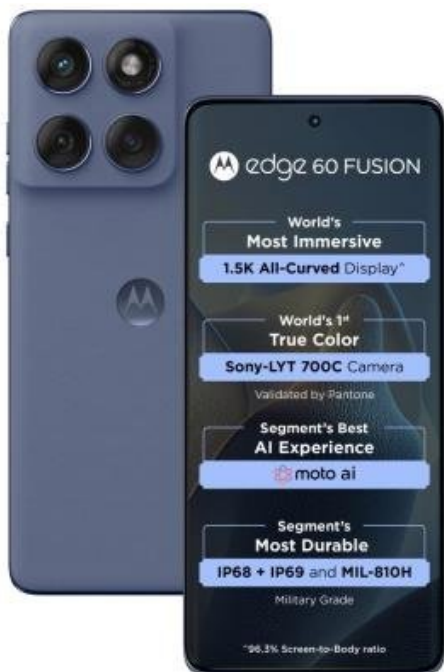 edge 60 FUSION
World's
Most Immersive
1.5K All-Curved Display^
World's 1st
True Color
Sony-LYT 700C Camera
Validated by Pantone
Segment's Best
AI Experience
moto ai
Segment's
Most Durable
IP68 + IP69 and MIL-810H
Military Grade
^96.3% Screen-to-Body ratio